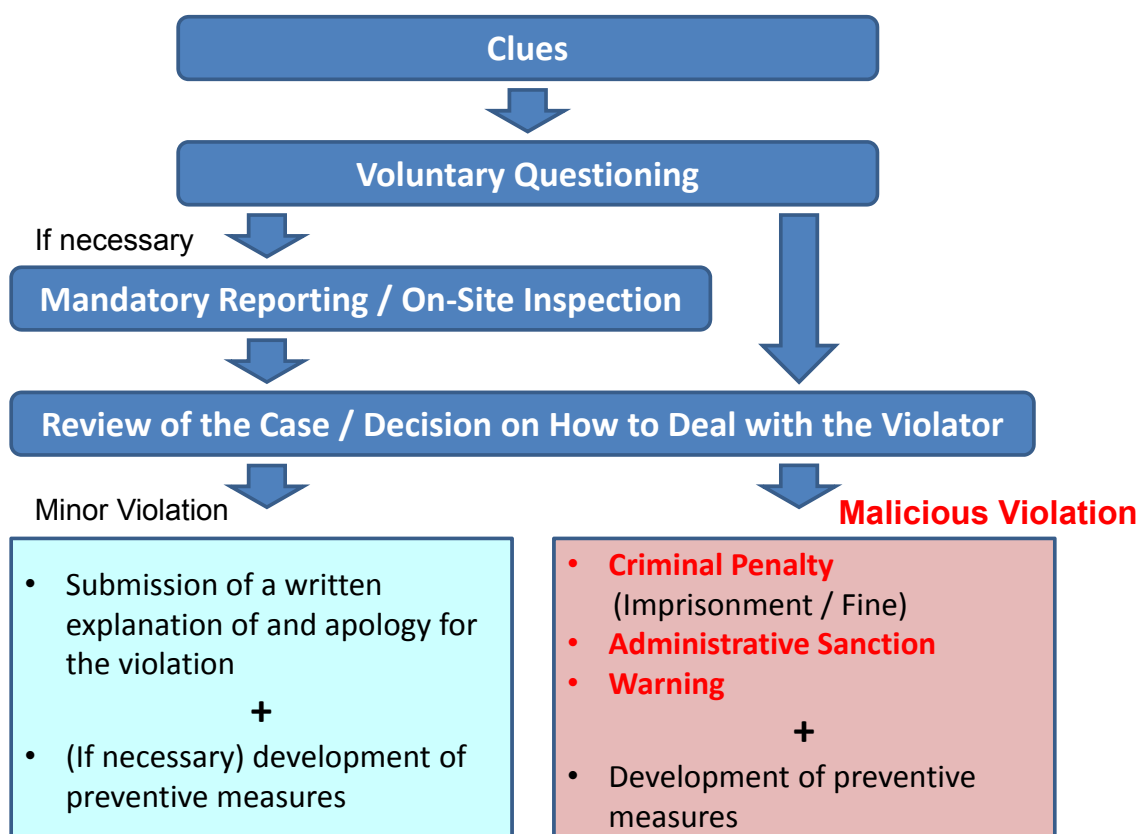 Clues
Voluntary Questioning
If necessary
Mandatory Reporting / On-Site Inspection
Review of the Case / Decision on How to Deal with the Violator
Minor Violation
Malicious Violation
• Submission of a written
explanation of and apology for
the violation
+
• (If necessary) development of
preventive measures
• Criminal Penalty
(Imprisonment / Fine)
• Administrative Sanction
• Warning
+
• Development of preventive
measures